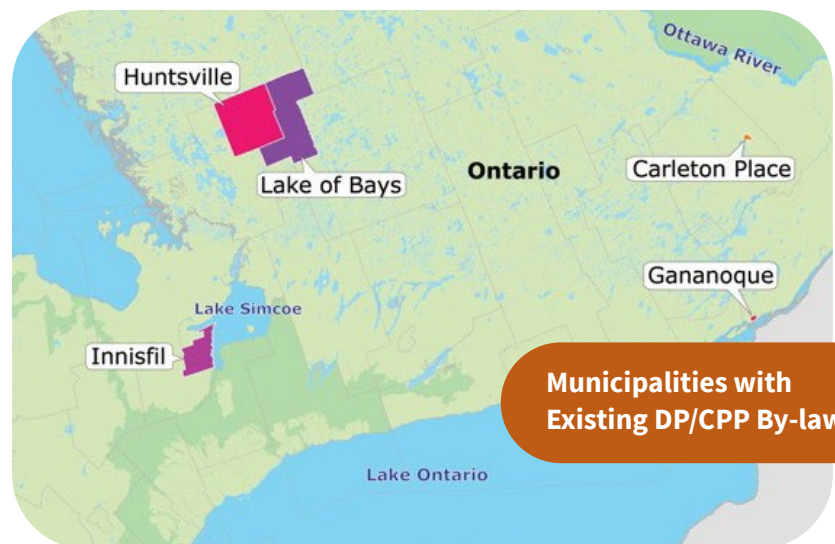 Ottawa River
Huntsville
Lake of Bays
Ontario
Carleton Place
Gananoque
Lake Simcoe
Innisfil
Municipalities with
Existing DP/CPP By-law
Lake Ontario